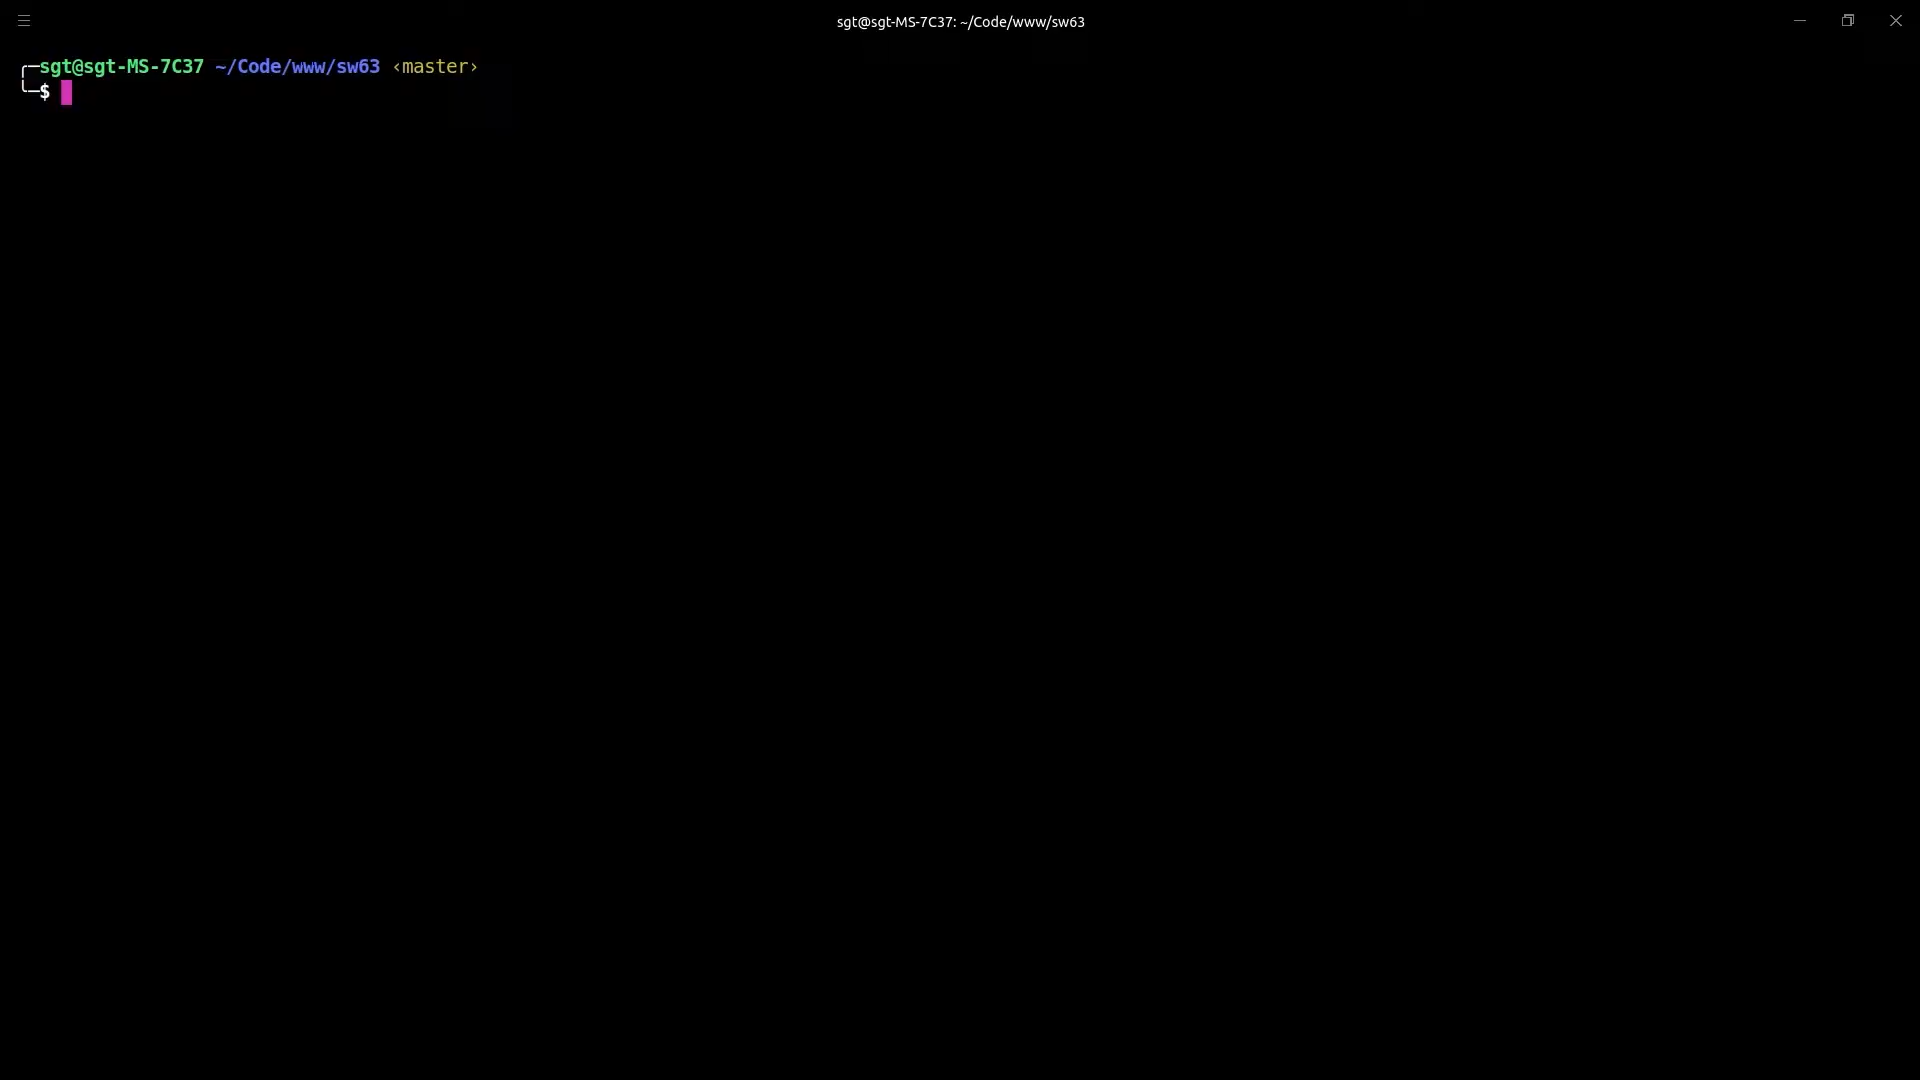 sgt@sgt-MS-7C37: ~/Code/www/sw63
╭─sgt@sgt-MS-7C37 ~/Code/www/sw63 ‹master›
╰─$